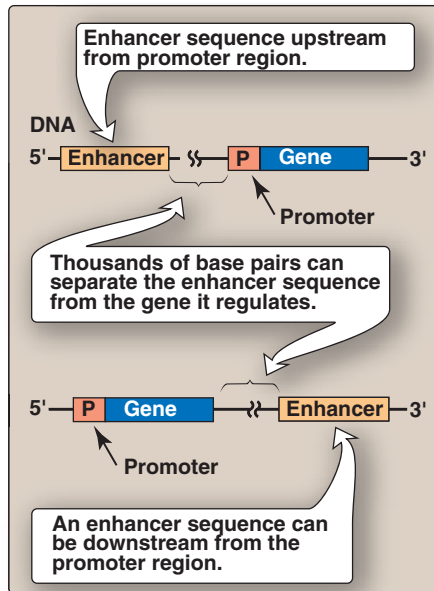 Enhancer sequence upstream
from promoter region.
DNA
5' Enhancer P Gene 3'
Promoter
Thousands of base pairs can
separate the enhancer sequence
from the gene it regulates.
5' P Gene Enhancer 3'
Promoter
An enhancer sequence can
be downstream from the
promoter region.